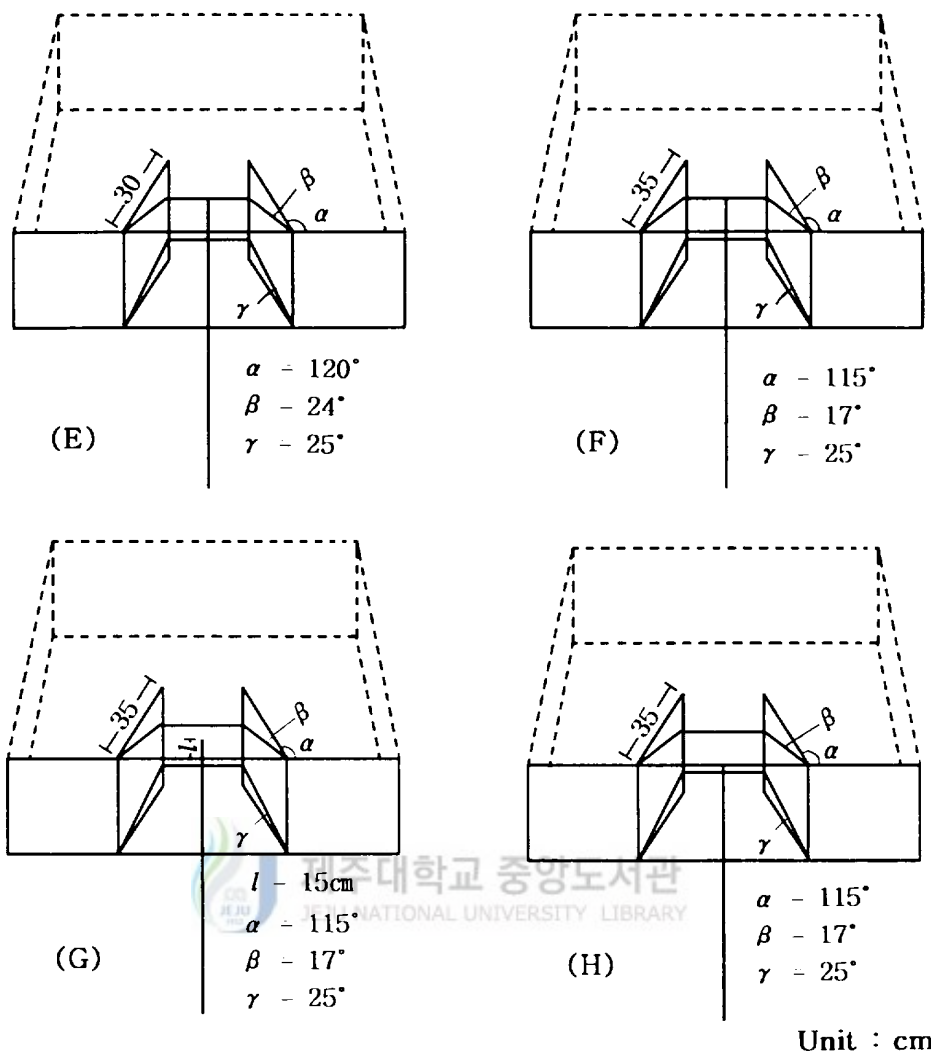 30
β
α
γ
α - 120°
β - 24°
γ - 25°
(E)
35
β
α
γ
α - 115°
β - 17°
γ - 25°
(F)
35
β
α
l
γ
l - 15cm
α - 115°
β - 17°
γ - 25°
(G)
35
β
α
γ
α - 115°
β - 17°
γ - 25°
(H)
제주대학교 중앙도서관
JEJU NATIONAL UNIVERSITY LIBRARY
Unit : cm